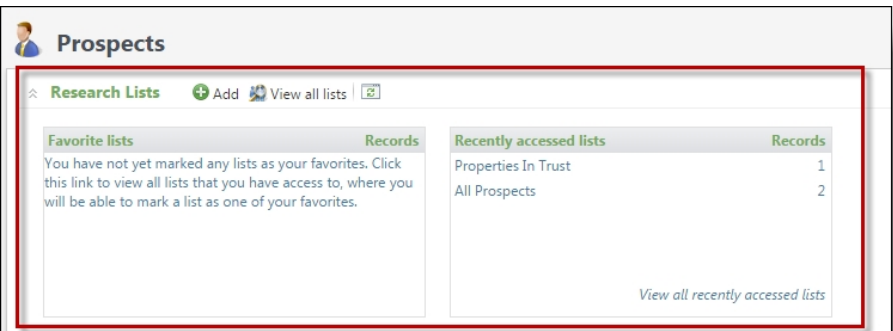 Prospects
Research Lists Add View all lists
Favorite lists Records
You have not yet marked any lists as your favorites. Click
this link to view all lists that you have access to, where you
will be able to mark a list as one of your favorites.
Recently accessed lists Records
Properties In Trust 1
All Prospects 2
View all recently accessed lists